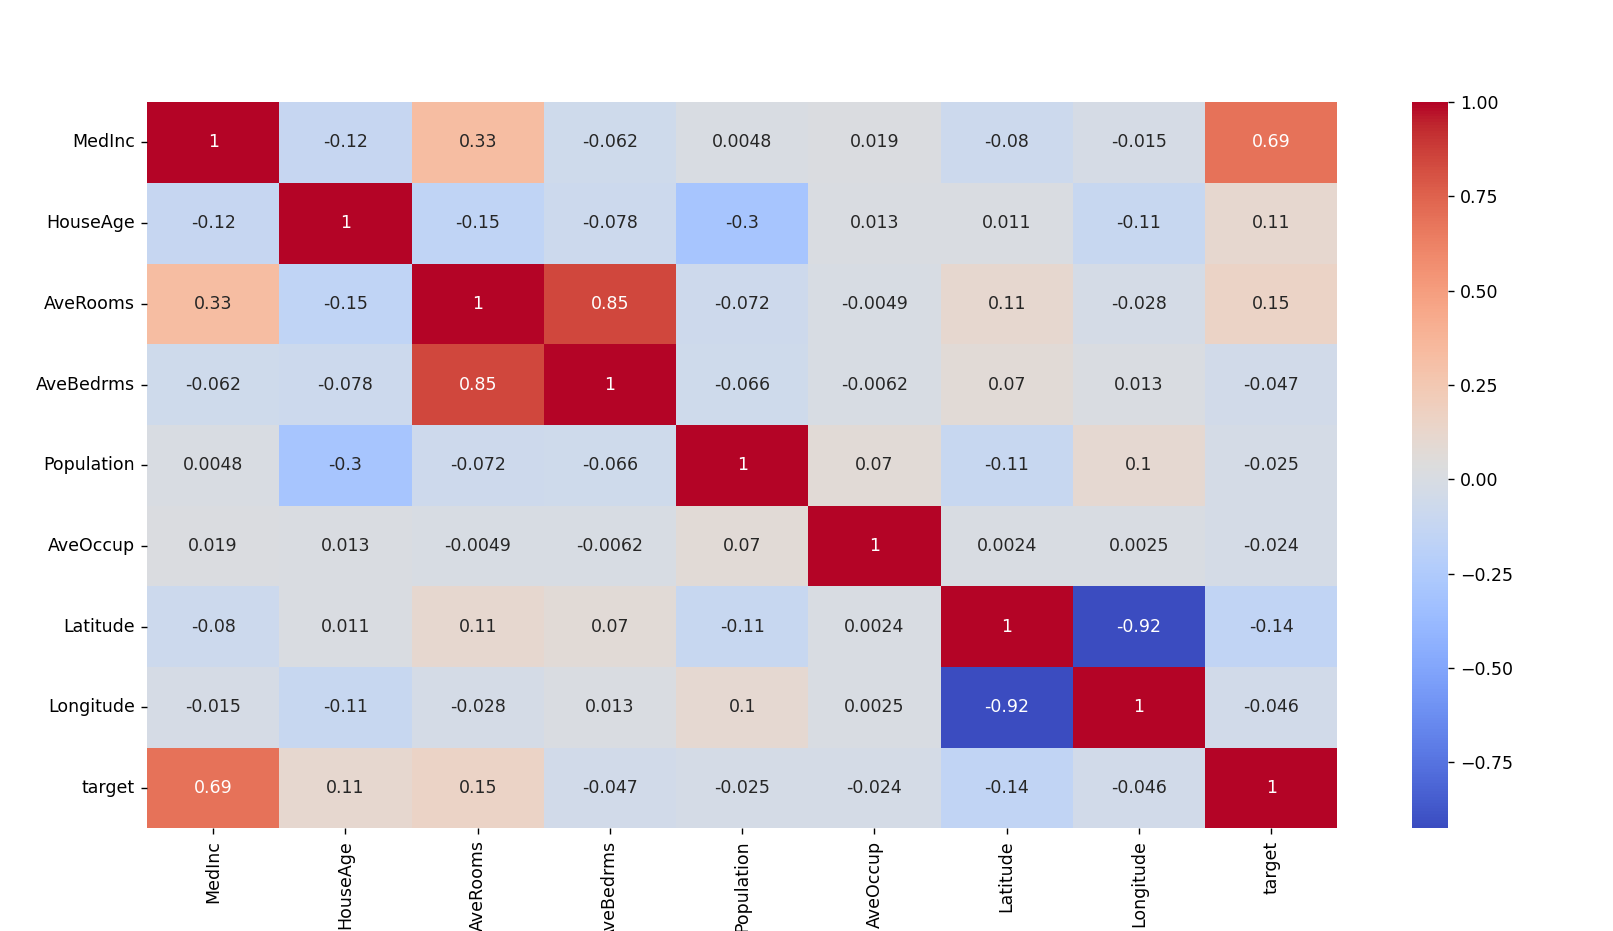 MedInc 1 -0.12 0.33 -0.062 0.0048 0.019 -0.08 -0.015 0.69
HouseAge -0.12 1 -0.15 -0.078 -0.3 0.013 0.011 -0.11 0.11
AveRooms 0.33 -0.15 1 0.85 -0.072 -0.0049 0.11 -0.028 0.15
AveBedrms -0.062 -0.078 0.85 1 -0.066 -0.0062 0.07 0.013 -0.047
Population 0.0048 -0.3 -0.072 -0.066 1 0.07 -0.11 0.1 -0.025
AveOccup 0.019 0.013 -0.0049 -0.0062 0.07 1 0.0024 0.0025 -0.024
Latitude -0.08 0.011 0.11 0.07 -0.11 0.0024 1 -0.92 -0.14
Longitude -0.015 -0.11 -0.028 0.013 0.1 0.0025 -0.92 1 -0.046
target 0.69 0.11 0.15 -0.047 -0.025 -0.024 -0.14 -0.046 1
MedInc
HouseAge
AveRooms
AveBedrms
Population
AveOccup
Latitude
Longitude
target
1.00
0.75
0.50
0.25
0.00
−0.25
−0.50
−0.75